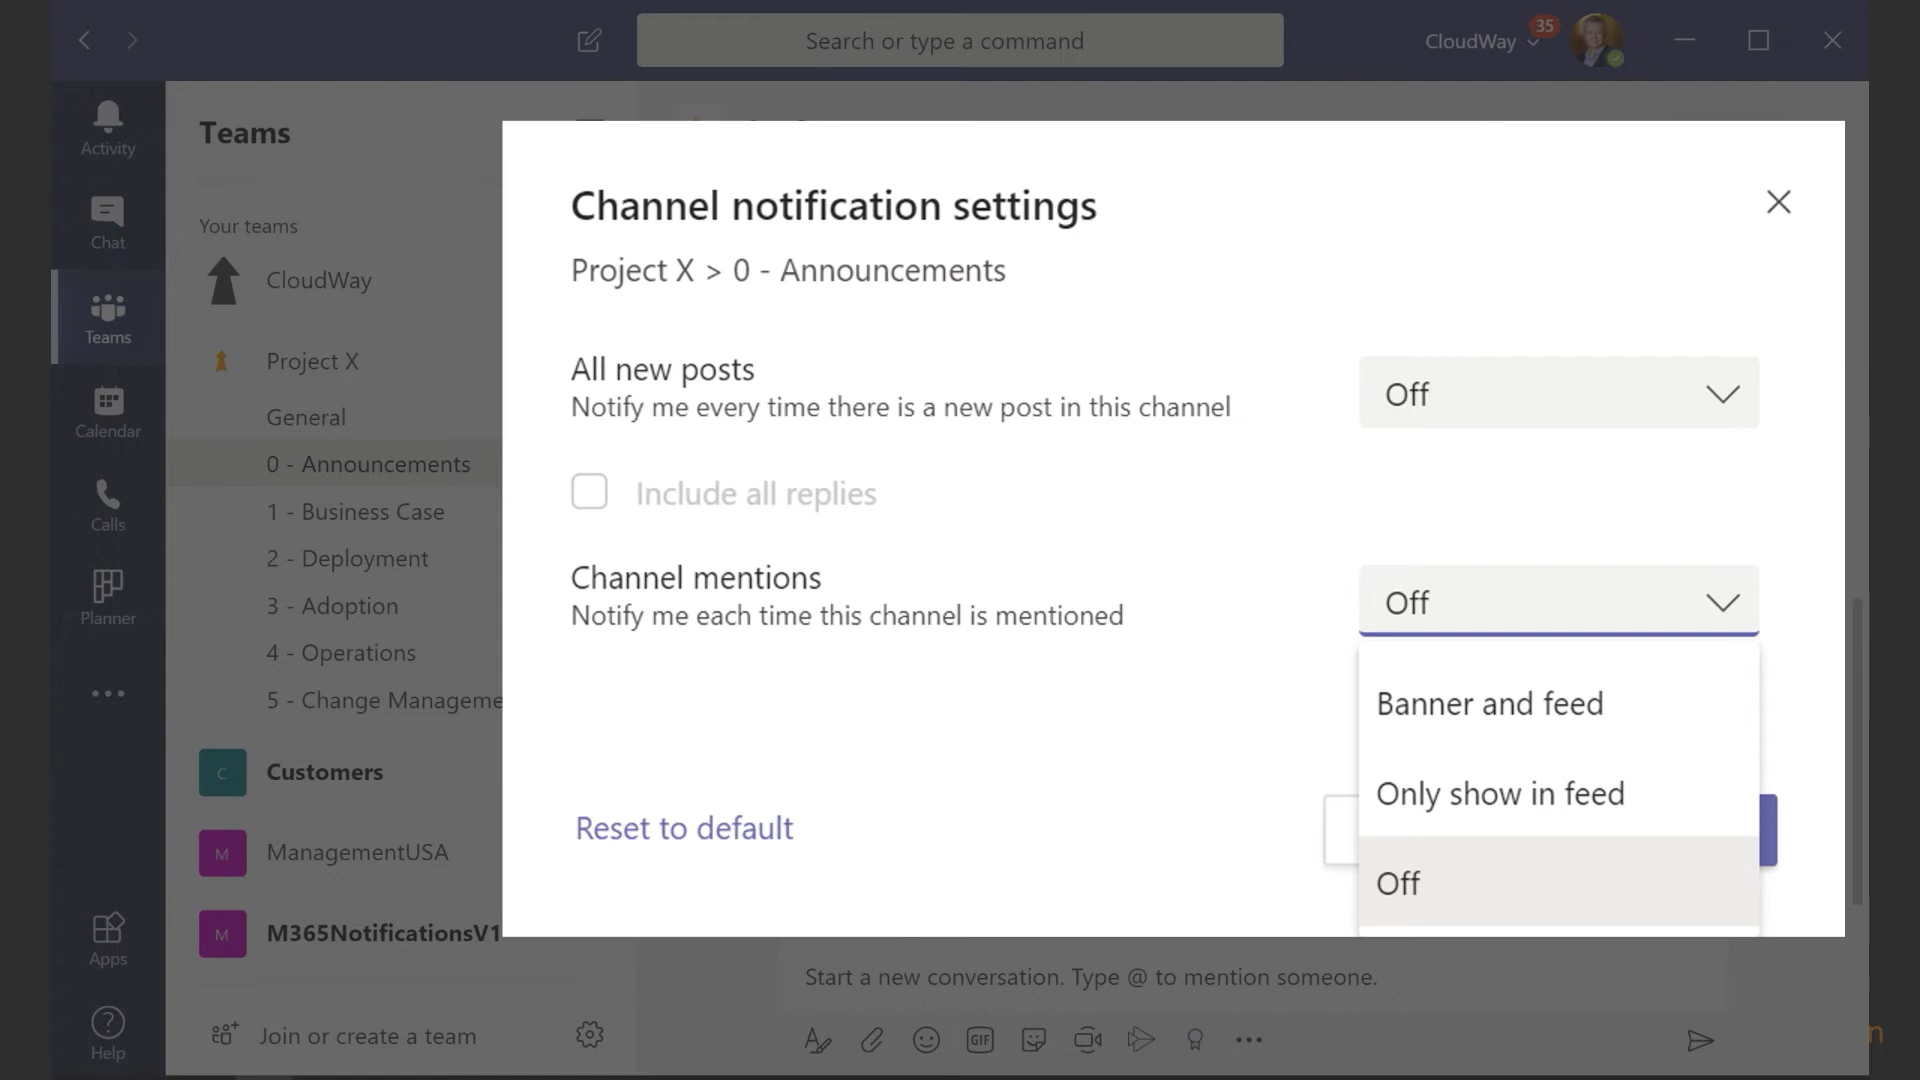 Search or type a command
CloudWay
35
Activity
Chat
Teams
Calendar
Calls
Planner
Apps
Help
Teams
Your teams
CloudWay
Project X
General
0 - Announcements
1 - Business Case
2 - Deployment
3 - Adoption
4 - Operations
5 - Change Manageme
C
Customers
M
ManagementUSA
M
M365NotificationsV1
Join or create a team
Channel notification settings
Project X > 0 - Announcements
All new posts
Notify me every time there is a new post in this channel
Off
Include all replies
Channel mentions
Notify me each time this channel is mentioned
Off
Banner and feed
Only show in feed
Off
Reset to default
Start a new conversation. Type @ to mention someone.
GIF